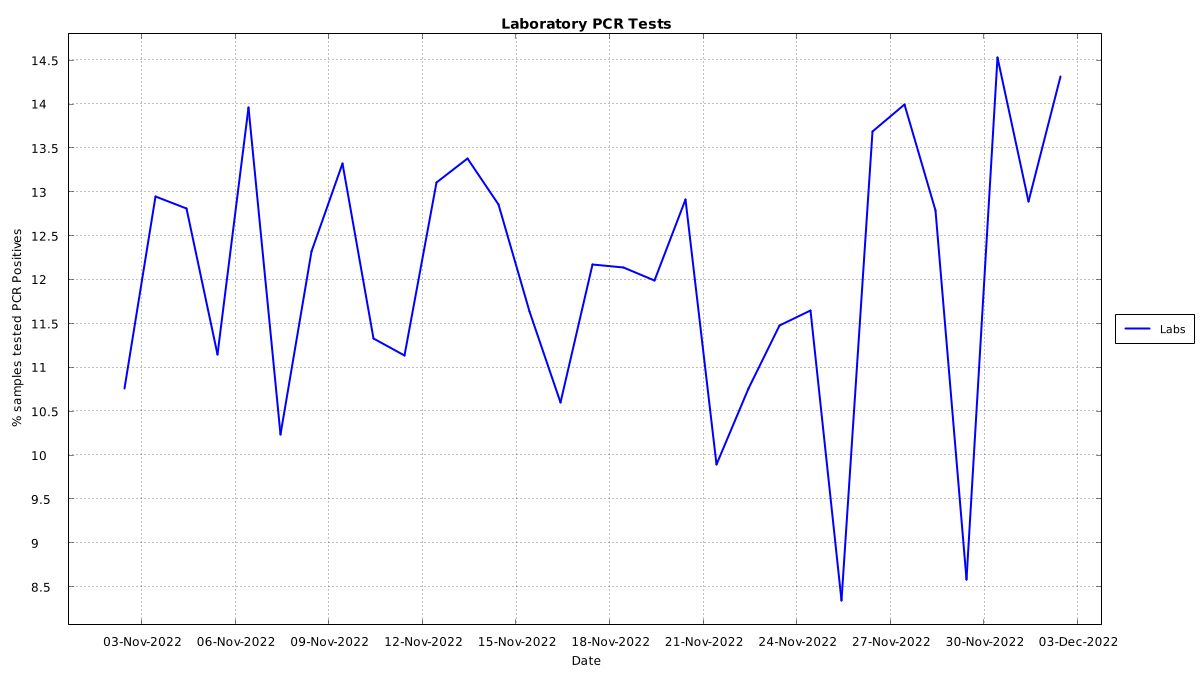 Laboratory PCR Tests
% samples tested PCR Positives
14.5
14
13.5
13
12.5
12
11.5
11
10.5
10
9.5
9
8.5
03-Nov-2022 06-Nov-2022 09-Nov-2022 12-Nov-2022 15-Nov-2022 18-Nov-2022 21-Nov-2022 24-Nov-2022 27-Nov-2022 30-Nov-2022 03-Dec-2022
Date
Labs